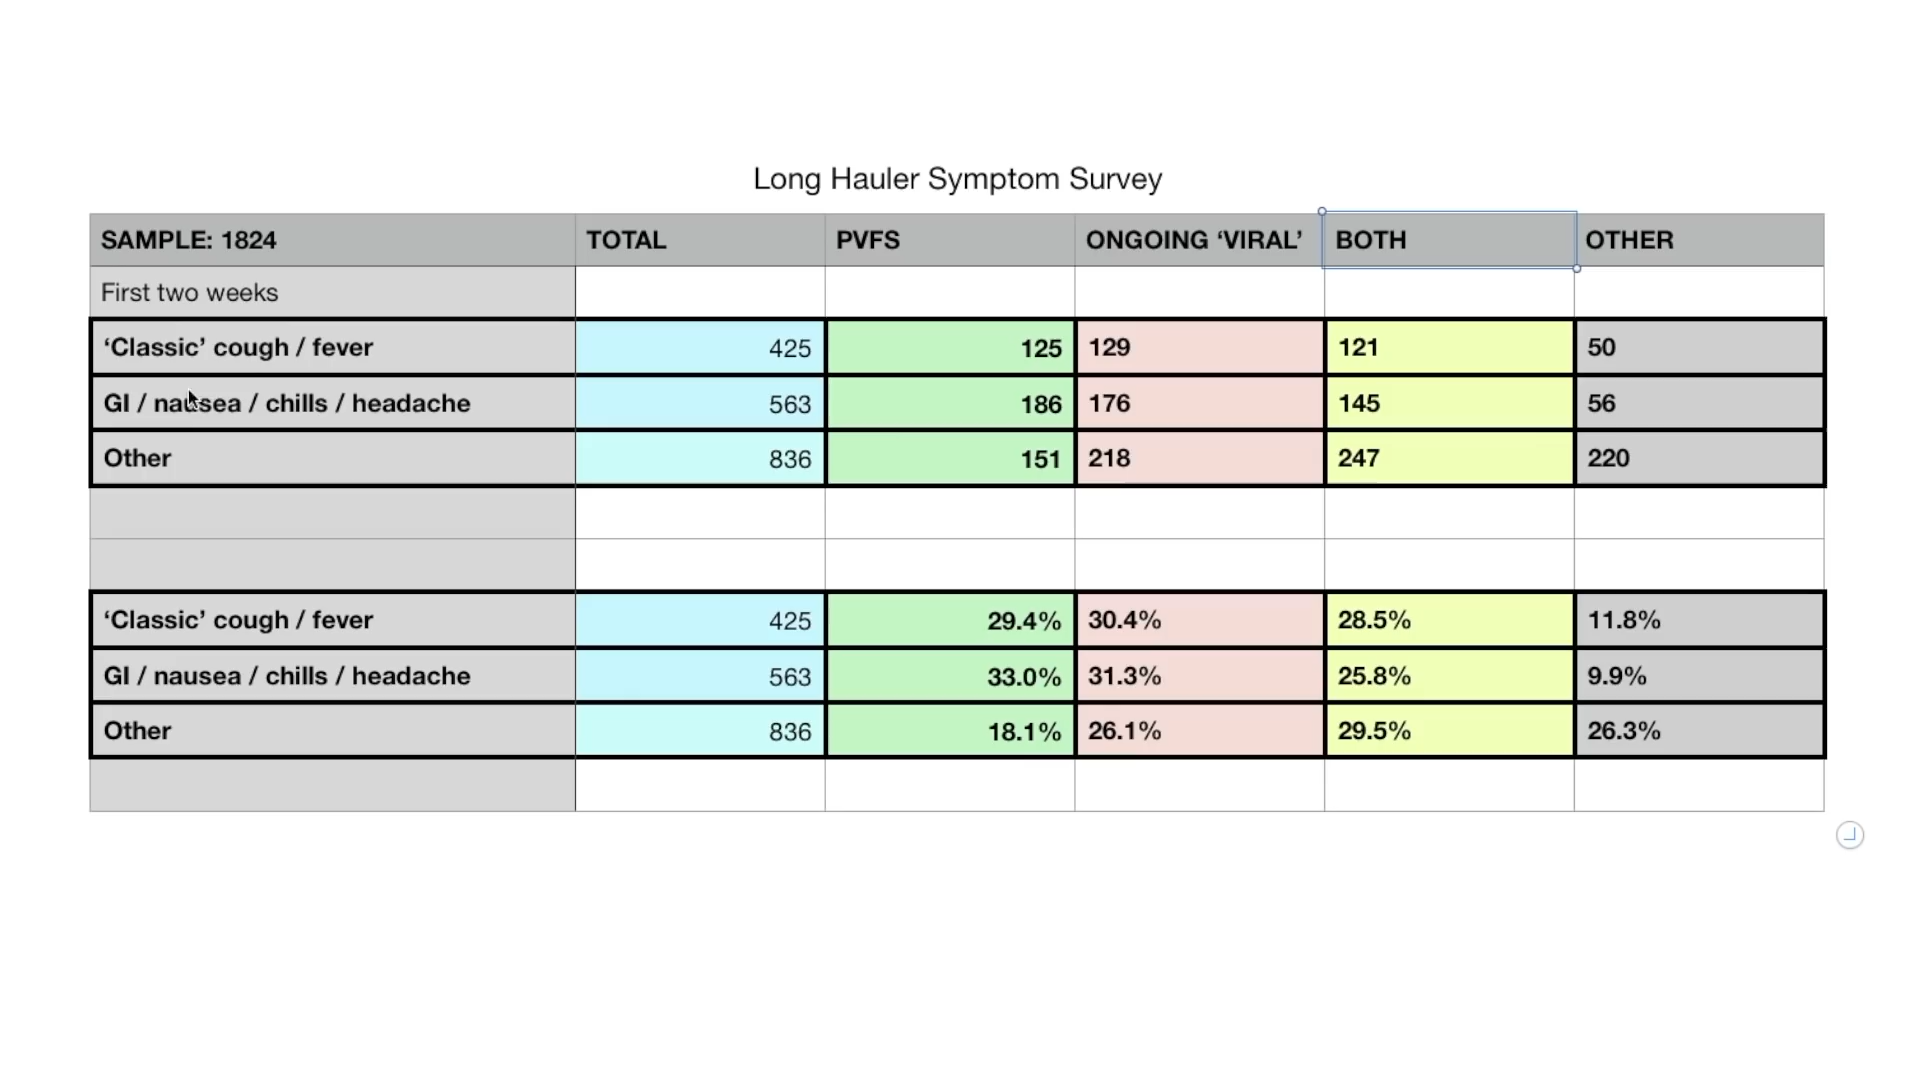 Long Hauler Symptom Survey
SAMPLE: 1824 TOTAL PVFS ONGOING ‘VIRAL’ BOTH OTHER
First two weeks
‘Classic’ cough / fever 425 125 129 121 50
GI / nausea / chills / headache 563 186 176 145 56
Other 836 151 218 247 220
‘Classic’ cough / fever 425 29.4% 30.4% 28.5% 11.8%
GI / nausea / chills / headache 563 33.0% 31.3% 25.8% 9.9%
Other 836 18.1% 26.1% 29.5% 26.3%